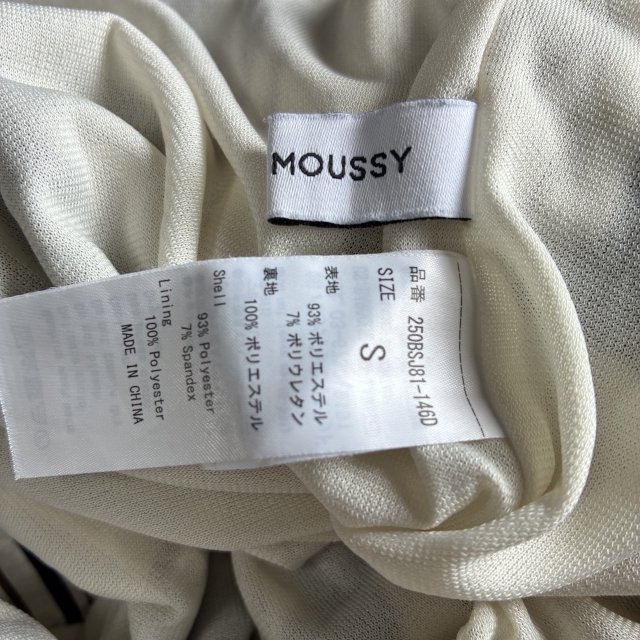 MOUSSY
品番 250BSJ81-146D
SIZE S
表地 93% ポリエステル
7% ポリウレタン
裏地 100% ポリエステル
Shell 93% Polyester
7% Spandex
Lining 100% Polyester
MADE IN CHINA